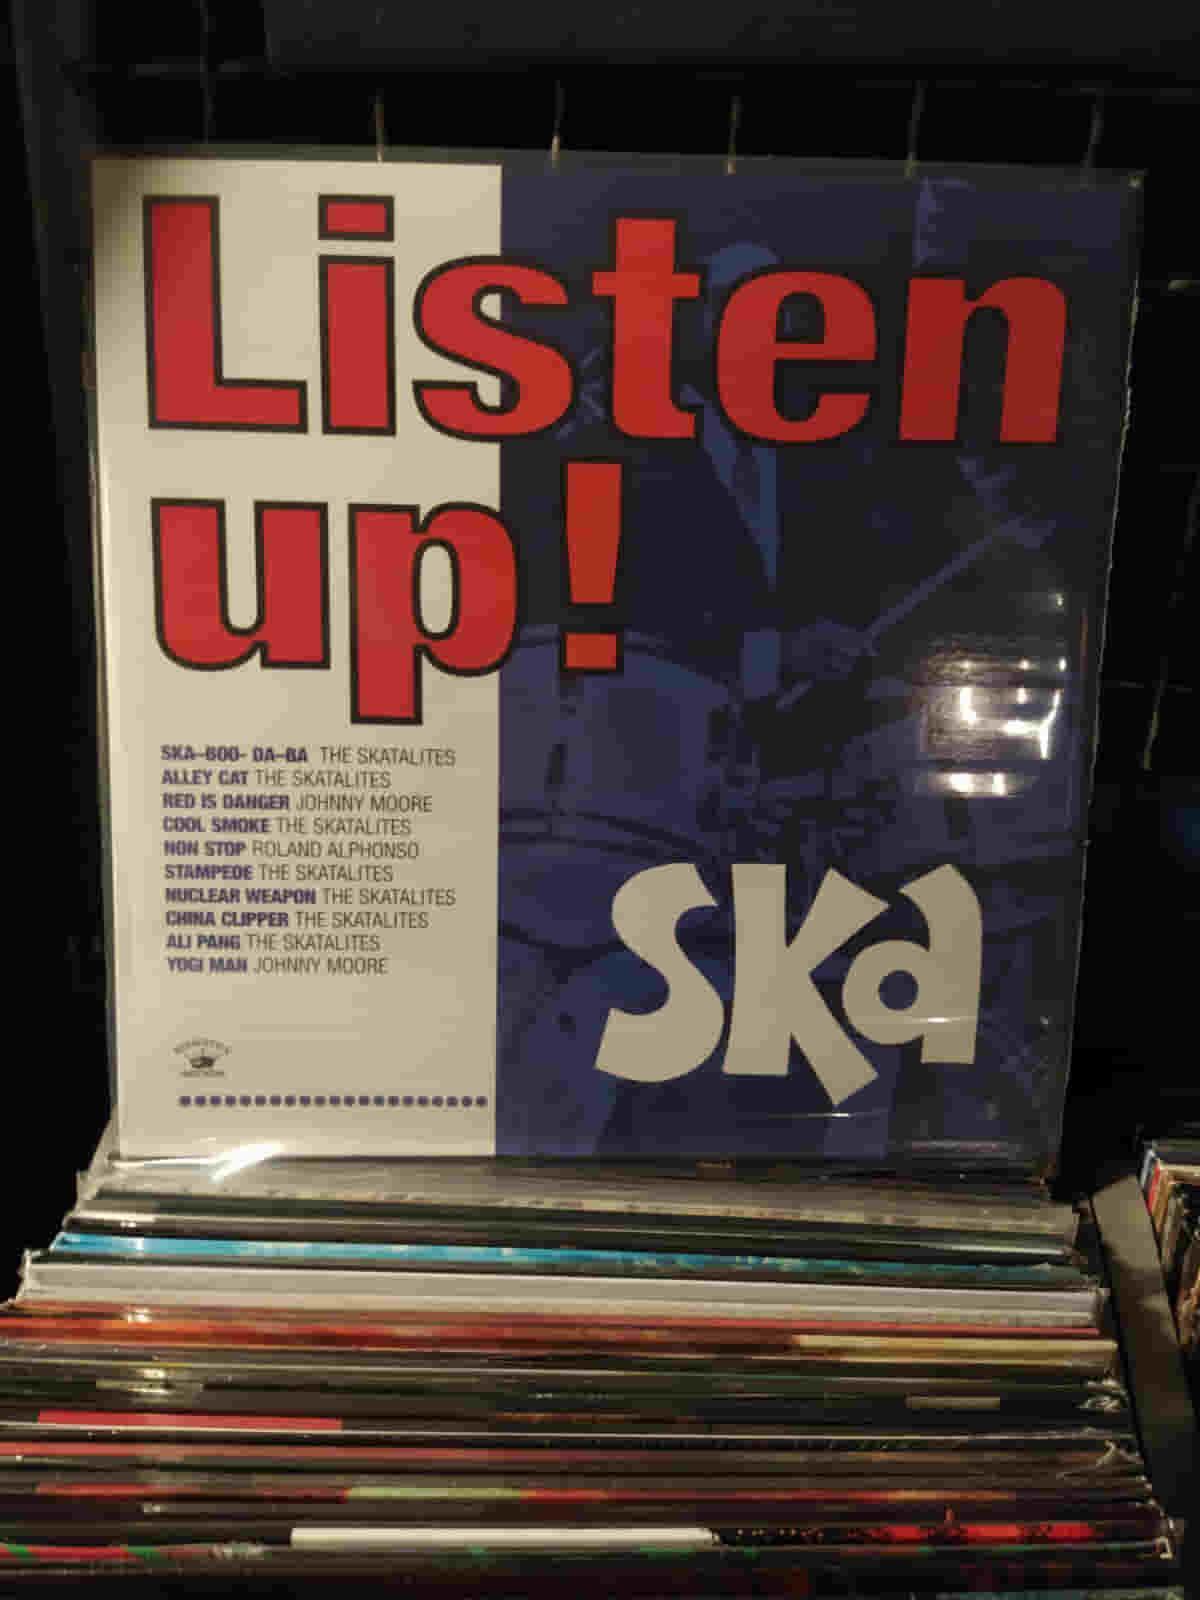 Listen
up!
SKA-BOO- DA-BA THE SKATALITES
ALLEY CAT THE SKATALITES
RED IS DANGER JOHNNY MOORE
COOL SMOKE THE SKATALITES
NON STOP ROLAND ALPHONSO
STAMPEDE THE SKATALITES
NUCLEAR WEAPON THE SKATALITES
CHINA CLIPPER THE SKATALITES
ALI PANG THE SKATALITES
YOGI MAN JOHNNY MOORE
Ska